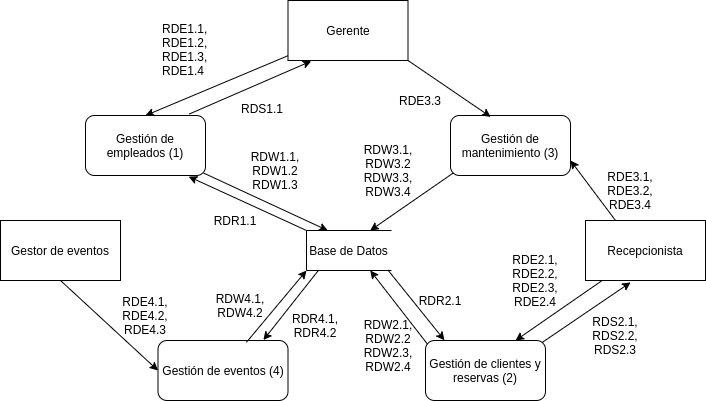 Gerente
RDE1.1,
RDE1.2,
RDE1.3,
RDE1.4
RDS1.1
RDE3.3
Gestión de
empleados (1)
Gestión de
mantenimiento (3)
RDW1.1,
RDW1.2
RDW1.3
RDW3.1,
RDW3.2
RDW3.3,
RDW3.4
RDR1.1
RDE3.1,
RDE3.2,
RDE3.4
Gestor de eventos
Base de Datos
Recepcionista
RDE4.1,
RDE4.2,
RDE4.3
RDW4.1,
RDW4.2
RDR4.1,
RDR4.2
RDR2.1
RDE2.1,
RDE2.2,
RDE2.3,
RDE2.4
RDW2.1,
RDW2.2
RDW2.3,
RDW2.4
RDS2.1,
RDS2.2,
RDS2.3
Gestión de eventos (4)
Gestión de clientes y
reservas (2)